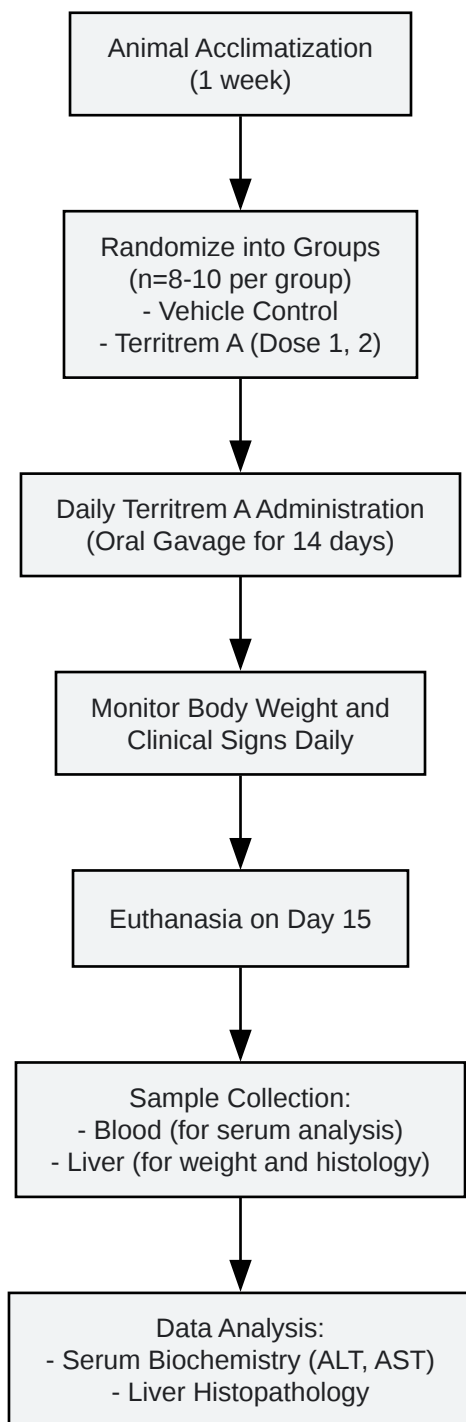 Animal Acclimatization
(1 week)
Randomize into Groups
(n=8-10 per group)
- Vehicle Control
- Territrem A (Dose 1, 2)
Daily Territrem A Administration
(Oral Gavage for 14 days)
Monitor Body Weight and
Clinical Signs Daily
Euthanasia on Day 15
Sample Collection:
- Blood (for serum analysis)
- Liver (for weight and histology)
Data Analysis:
- Serum Biochemistry (ALT, AST)
- Liver Histopathology